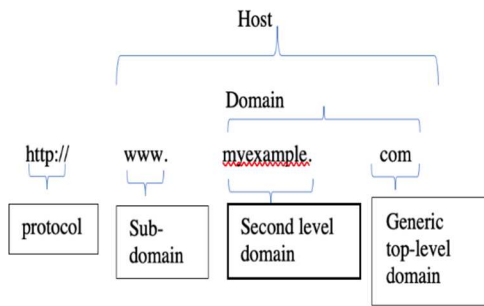 Host
Domain
http:// www. myexample. com
protocol
Sub-
domain
Second level
domain
Generic
top-level
domain